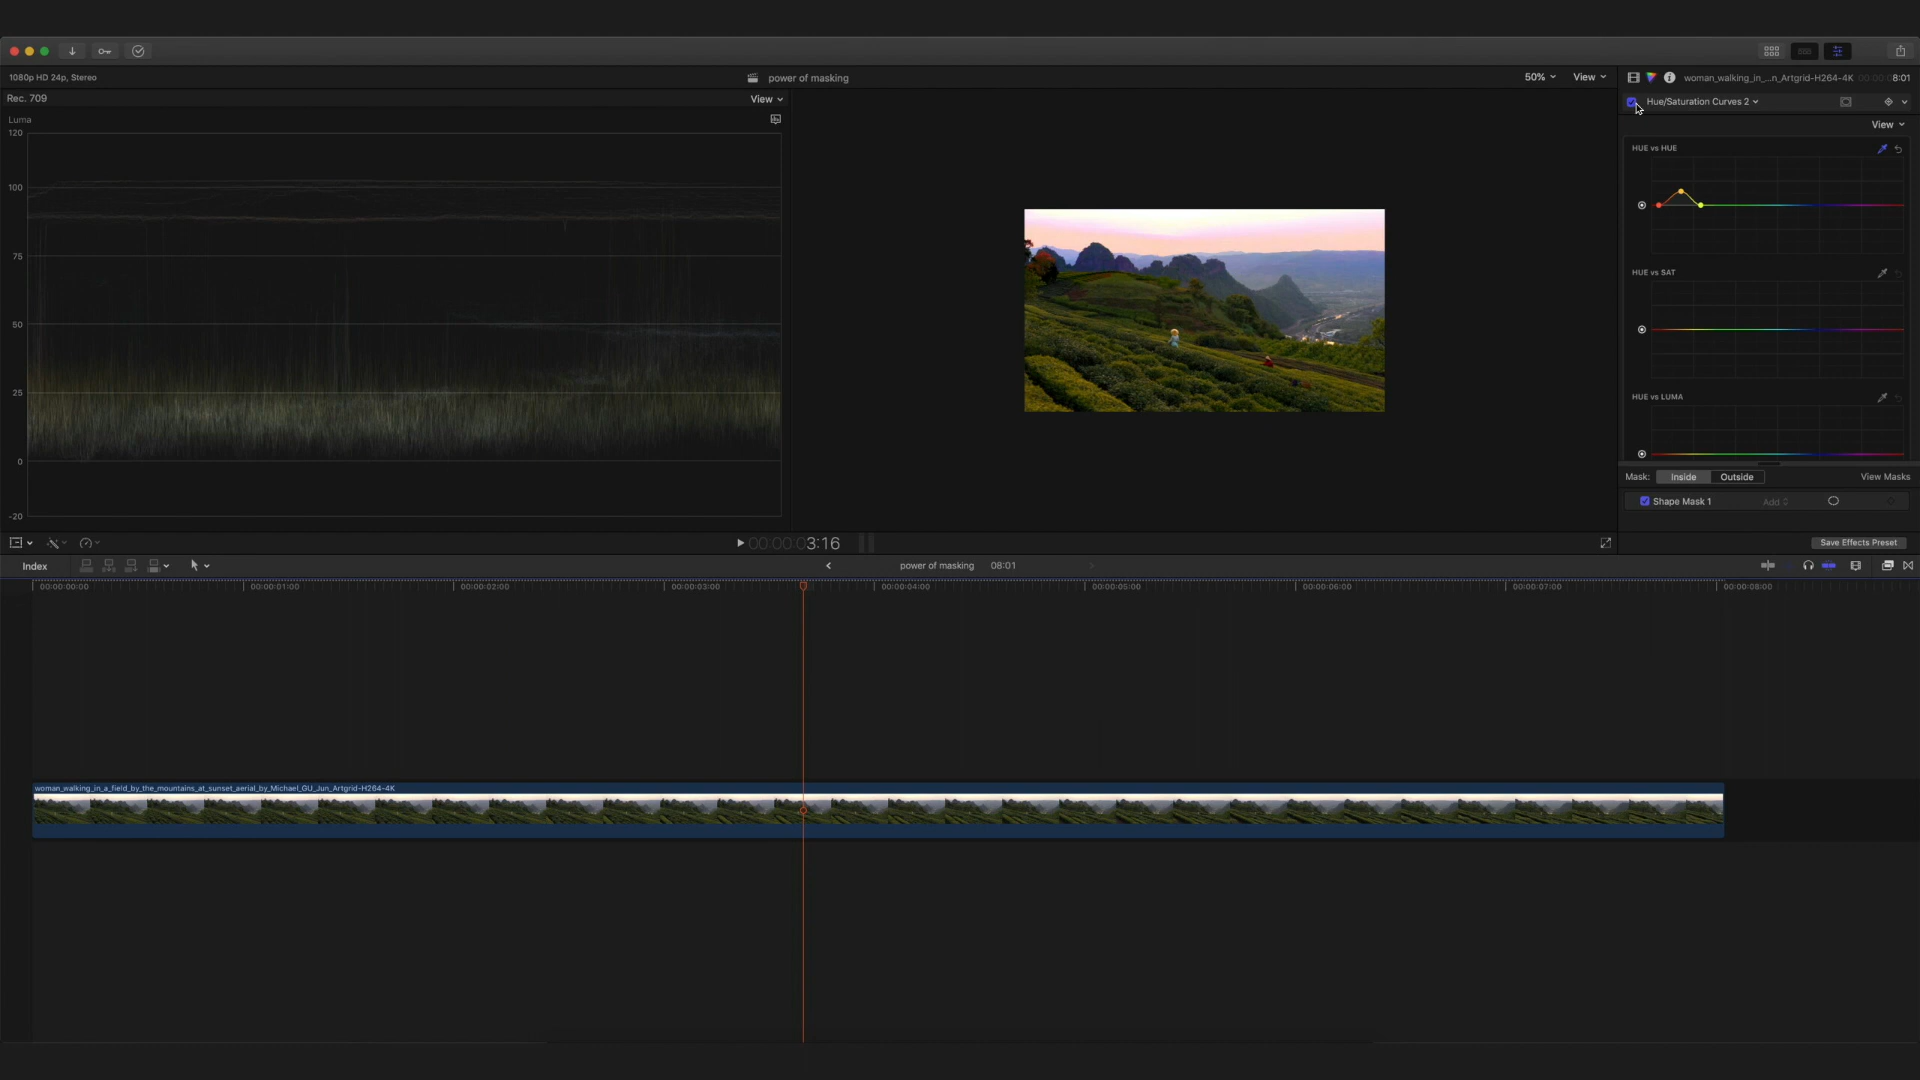 1080p HD 24p, Stereo
power of masking
50%
View
woman_walking_in_...n_Artgrid-H264-4K
00:00:08:01
Rec. 709
View
Hue/Saturation Curves 2
Luma
View
120
100
75
50
25
0
-20
HUE vs HUE
HUE vs SAT
HUE vs LUMA
Mask:
Inside
Outside
View Masks
Shape Mask 1
Add
00:00:03:16
Save Effects Preset
Index
power of masking
08:01
00:00:00:00
00:00:01:00
00:00:02:00
00:00:03:00
00:00:04:00
00:00:05:00
00:00:06:00
00:00:07:00
00:00:08:00
woman_walking_in_a_field_by_the_mountains_at_sunset_aerial_by_Michael_GU_Jun_Artgrid-H264-4K